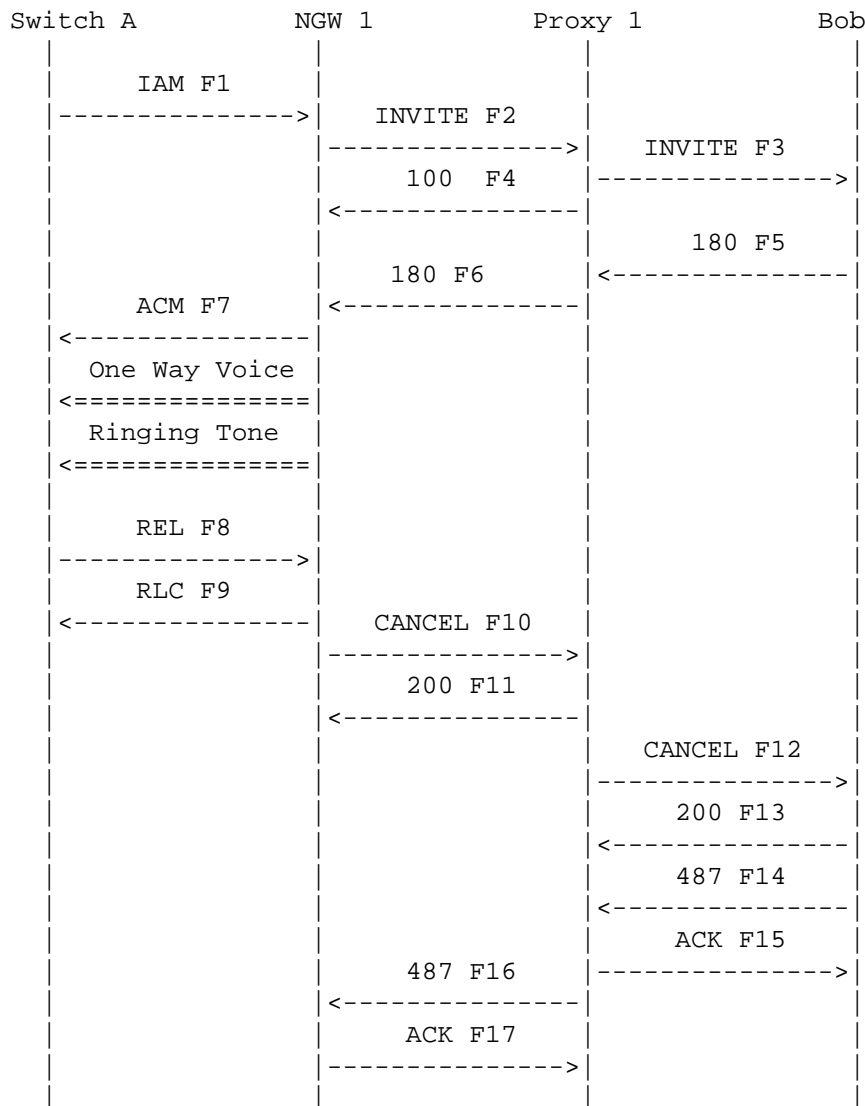 Switch A NGW 1 Proxy 1 Bob
IAM F1
INVITE F2
INVITE F3
100 F4
180 F5
180 F6
ACM F7
One Way Voice
Ringing Tone
REL F8
RLC F9
CANCEL F10
200 F11
CANCEL F12
200 F13
487 F14
ACK F15
487 F16
ACK F17